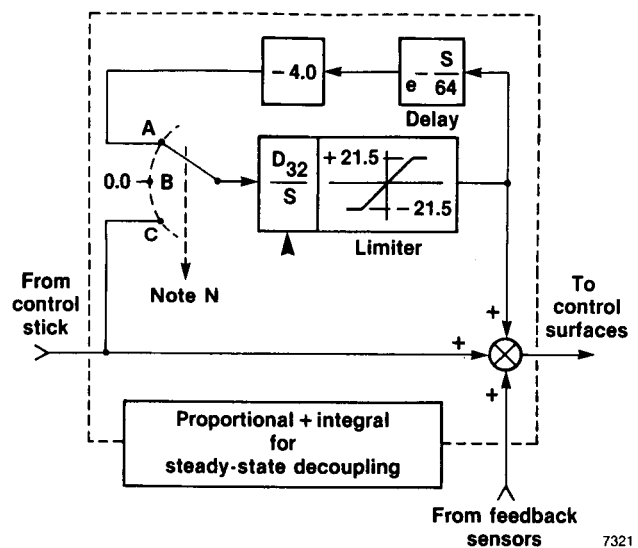 - 4.0
e - S
64
Delay
A
0.0
B
C
D32
S
+ 21.5
- 21.5
Limiter
Note N
From
control
stick
To
control
surfaces
+
+
+
Proportional + integral
for
steady-state decoupling
From feedback
sensors
7321